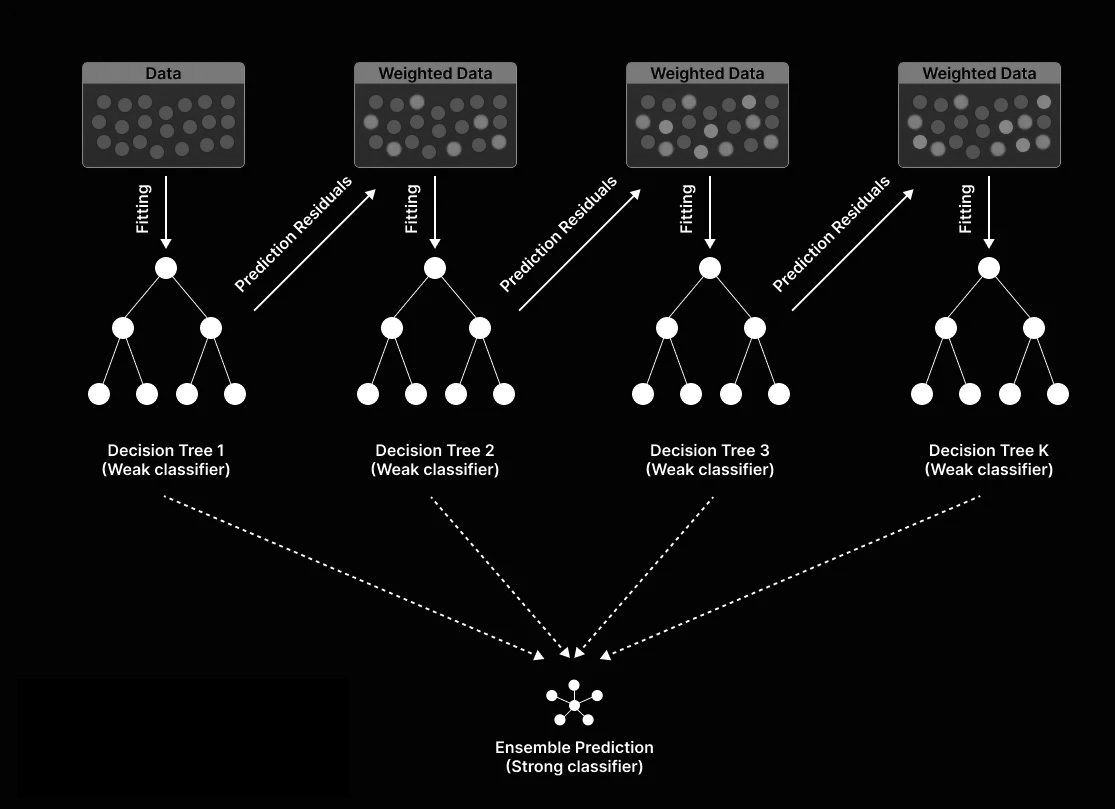 Data
Weighted Data
Weighted Data
Weighted Data
Fitting
Prediction Residuals
Fitting
Prediction Residuals
Fitting
Prediction Residuals
Fitting
Decision Tree 1
(Weak classifier)
Decision Tree 2
(Weak classifier)
Decision Tree 3
(Weak classifier)
Decision Tree K
(Weak classifier)
Ensemble Prediction
(Strong classifier)